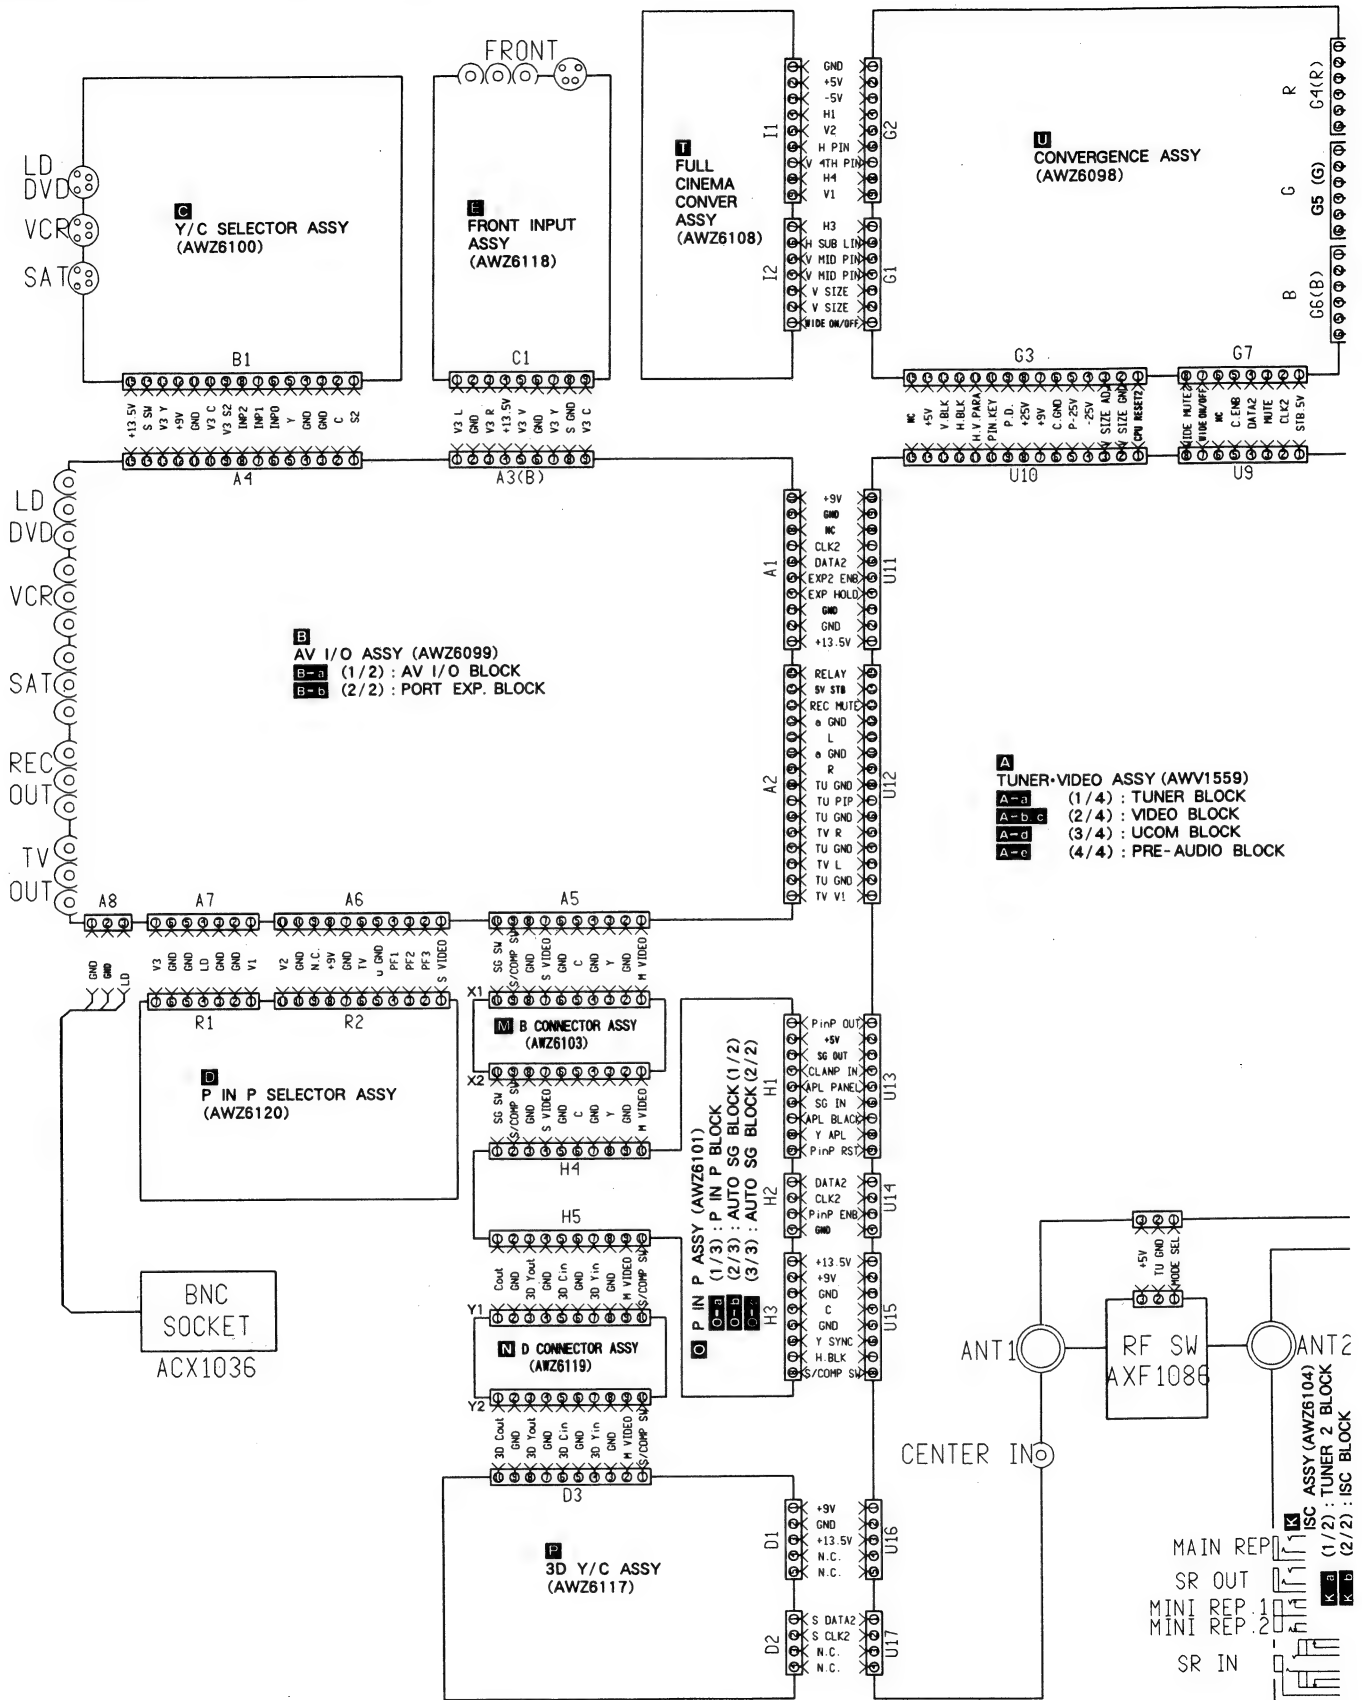 FRONT
LD
DVD
VCR
SAT
C
Y/C SELECTOR ASSY
(AWZ6100)
B1
+13.5V
S SW
V3 Y
+9V
GND
V3 C
V3 S2
INP2
INP1
INP0
Y
GND
GND
C
S2
A4
E
FRONT INPUT
ASSY
(AWZ6118)
C1
V3 L
GND
V3 R
+13.5V
V3 V
GND
V3 Y
S GND
V3 C
A3(B)
T
FULL
CINEMA
CONVER
ASSY
(AWZ6108)
I1
GND
+5V
-5V
H1
V2
H PIN
V 4TH PIN
H4
V1
G2
I2
H3
H SUB LIN
V MID PIN
V MID PIN
V SIZE
V SIZE
WIDE ON/OFF
G1
U
CONVERGENCE ASSY
(AWZ6098)
R
G4(R)
G
G5 (G)
B
G6(B)
G3
NC
+5V
V.BLK
H.BLK
H.V.PARA
PIN.KEY
P.D.
+25V
+9V
C.GND
P-25V
-25V
V SIZE ADJ
V SIZE GND
CPU RESET2
U10
G7
WIDE MUTE2
WIDE ON/OFF
NC
C.ENB
DATA2
MUTE
CLK2
STB.5V
U9
LD
DVD
VCR
SAT
REC
OUT
TV
OUT
B
AV I/O ASSY (AWZ6099)
B-a (1/2) : AV I/O BLOCK
B-b (2/2) : PORT EXP. BLOCK
A1
+9V
GND
NC
CLK2
DATA2
EXP2 ENB
EXP HOLD
GND
GND
+13.5V
U11
A2
RELAY
5V STB
REC MUTE
a GND
L
a GND
R
TU GND
TU PIP
TU GND
TV R
TU GND
TV L
TU GND
TV V1
U12
A
TUNER•VIDEO ASSY (AWV1559)
A-a (1/4) : TUNER BLOCK
A-b.c (2/4) : VIDEO BLOCK
A-d (3/4) : UCOM BLOCK
A-e (4/4) : PRE-AUDIO BLOCK
A8
GND
GND
LD
A7
V3
GND
GND
LD
GND
GND
V1
R1
A6
V2
GND
N.C.
+9V
GND
TV
u GND
PF1
PF2
PF3
S VIDEO
R2
A5
SG SW
S/COMP SW
GND
S VIDEO
GND
C
GND
Y
GND
M VIDEO
X1
M B CONNECTOR ASSY
(AWZ6103)
X2
SG SW
S/COMP SW
GND
S VIDEO
GND
C
GND
Y
GND
M VIDEO
H4
D
P IN P SELECTOR ASSY
(AWZ6120)
H5
Cout
GND
3D Yout
GND
3D Cin
GND
3D Yin
GND
M VIDEO
S/COMP SW
Y1
N D CONNECTOR ASSY
(AWZ6119)
Y2
3D Cout
GND
3D Yout
GND
3D Cin
GND
3D Yin
GND
M VIDEO
S/COMP SW
D3
O P IN P ASSY (AWZ6101)
O-a (1/3) : P IN P BLOCK
O-b (2/3) : AUTO SG BLOCK (1/2)
(3/3) : AUTO SG BLOCK (2/2)
H1
PinP OUT
+5V
SG OUT
CLAMP IN
APL PANEL
SG IN
APL BLACK
Y APL
PinP RST
U13
H2
DATA2
CLK2
PinP ENB
GND
U14
H3
+13.5V
+9V
GND
C
GND
Y SYNC
H.BLK
S/COMP SW
U15
BNC
SOCKET
ACX1036
P
3D Y/C ASSY
(AWZ6117)
D1
+9V
GND
+13.5V
N.C.
N.C.
U16
D2
S DATA2
S CLK2
N.C.
N.C.
U17
+5V
TU GND
MODE SEL
ANT1
RF SW
AXF1086
ANT2
CENTER IN
K ISC ASSY (AWZ6104)
K a (1/2) : TUNER 2 BLOCK
K b (2/2) : ISC BLOCK
MAIN REP
SR OUT
MINI REP.1
MINI REP.2
SR IN